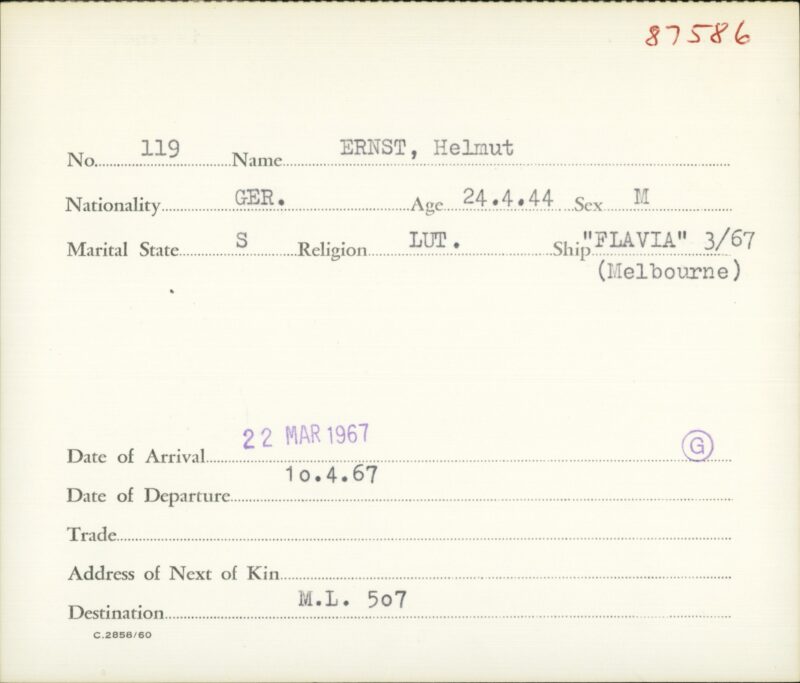 87586
No. 119 Name ERNST, Helmut
Nationality GER. Age 24.4.44 Sex M
Marital State S Religion LUT. Ship "FLAVIA" 3/67
(Melbourne)
22 MAR 1967
Date of Arrival G
10.4.67
Date of Departure
Trade
Address of Next of Kin
Destination M.L. 507
C.2858/60